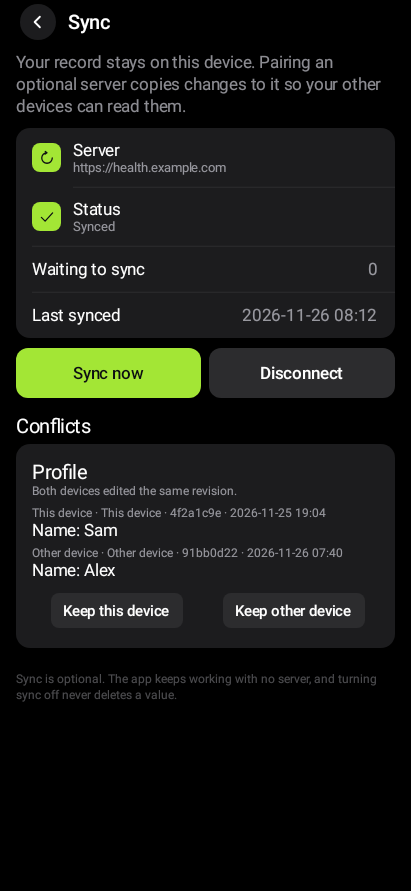 Sync
Your record stays on this device. Pairing an
optional server copies changes to it so your other
devices can read them.
Server
https://health.example.com
Status
Synced
Waiting to sync 0
Last synced 2026-11-26 08:12
Sync now Disconnect
Conflicts
Profile
Both devices edited the same revision.
This device · This device · 4f2a1c9e · 2026-11-25 19:04
Name: Sam
Other device · Other device · 91bb0d22 · 2026-11-26 07:40
Name: Alex
Keep this device Keep other device
Sync is optional. The app keeps working with no server, and turning
sync off never deletes a value.